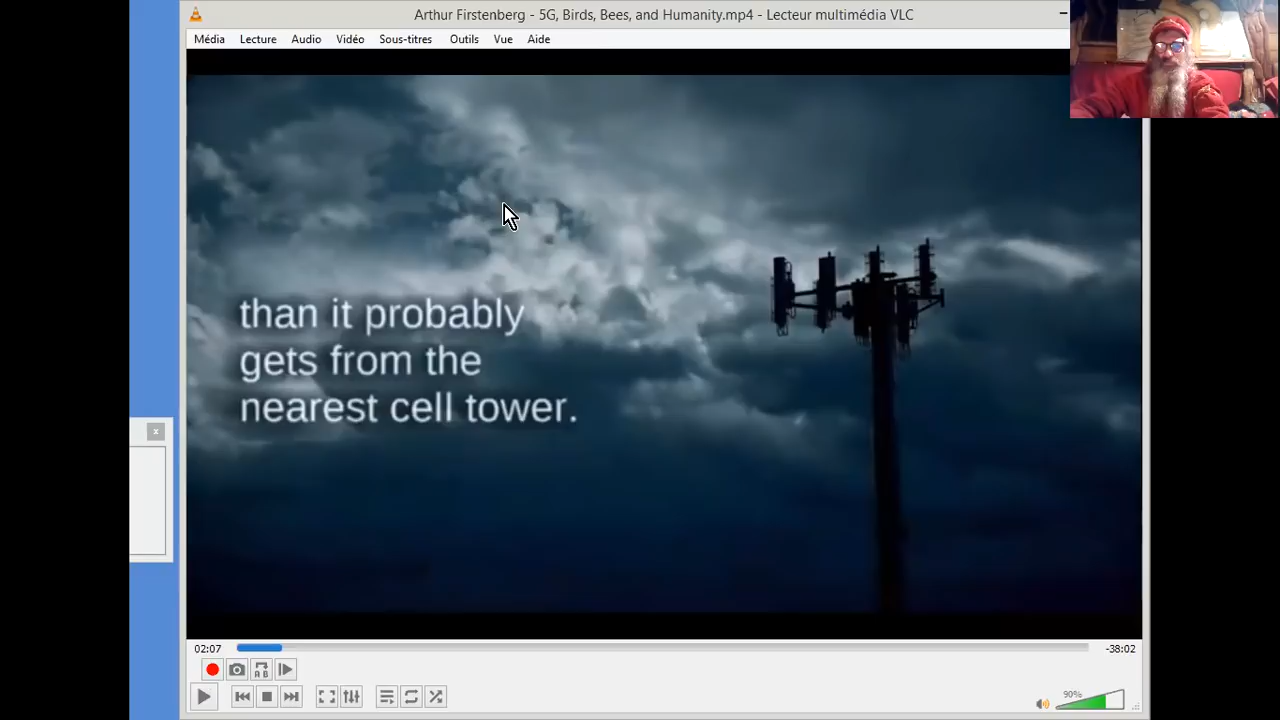 Arthur Firstenberg - 5G, Birds, Bees, and Humanity.mp4 - Lecteur multimédia VLC
Média Lecture Audio Vidéo Sous-titres Outils Vue Aide
than it probably
gets from the
nearest cell tower.
x
02:07
-38:02
A B
90%